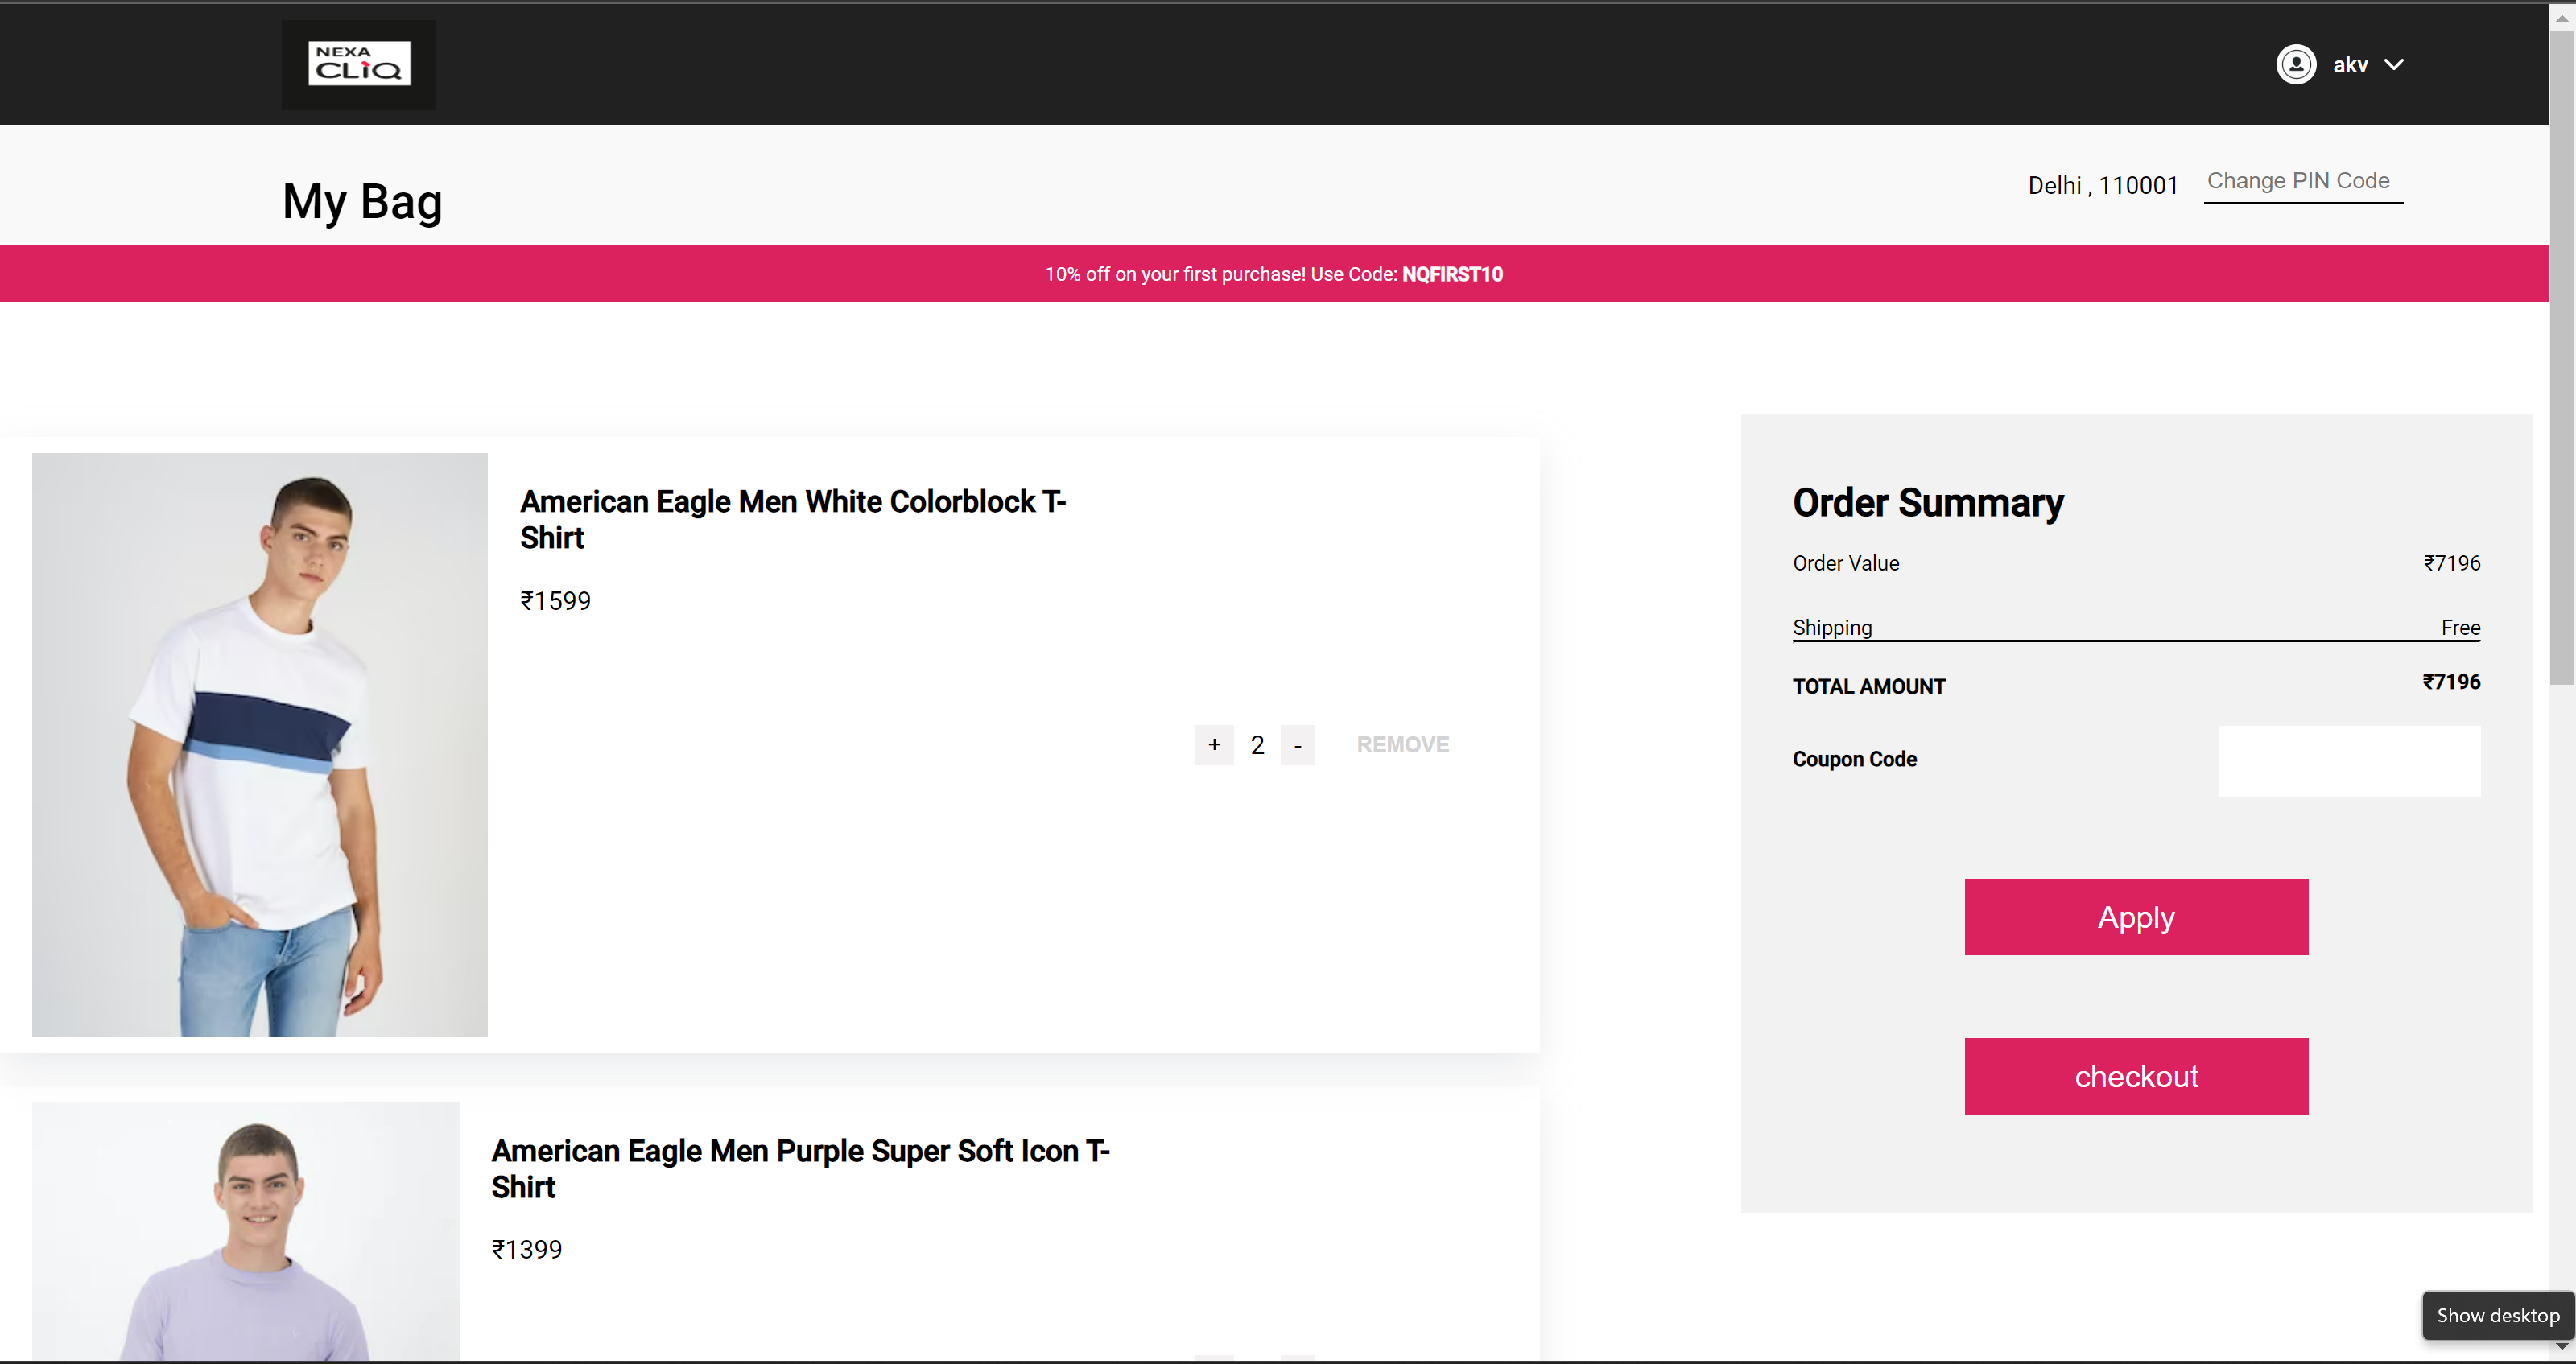 NEXA
CLiQ
akv
My Bag
Delhi , 110001
Change PIN Code
10% off on your first purchase! Use Code: NQFIRST10
American Eagle Men White Colorblock T-
Shirt
₹1599
+ 2 - REMOVE
Order Summary
Order Value ₹7196
Shipping Free
TOTAL AMOUNT ₹7196
Coupon Code
Apply
checkout
American Eagle Men Purple Super Soft Icon T-
Shirt
₹1399
Show desktop